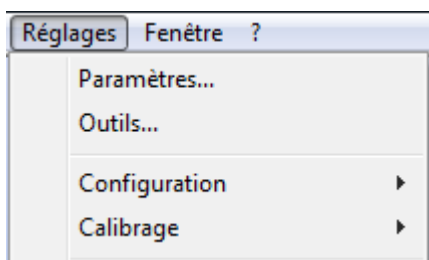 Réglages Fenêtre ?
Paramètres...
Outils...
Configuration
Calibrage